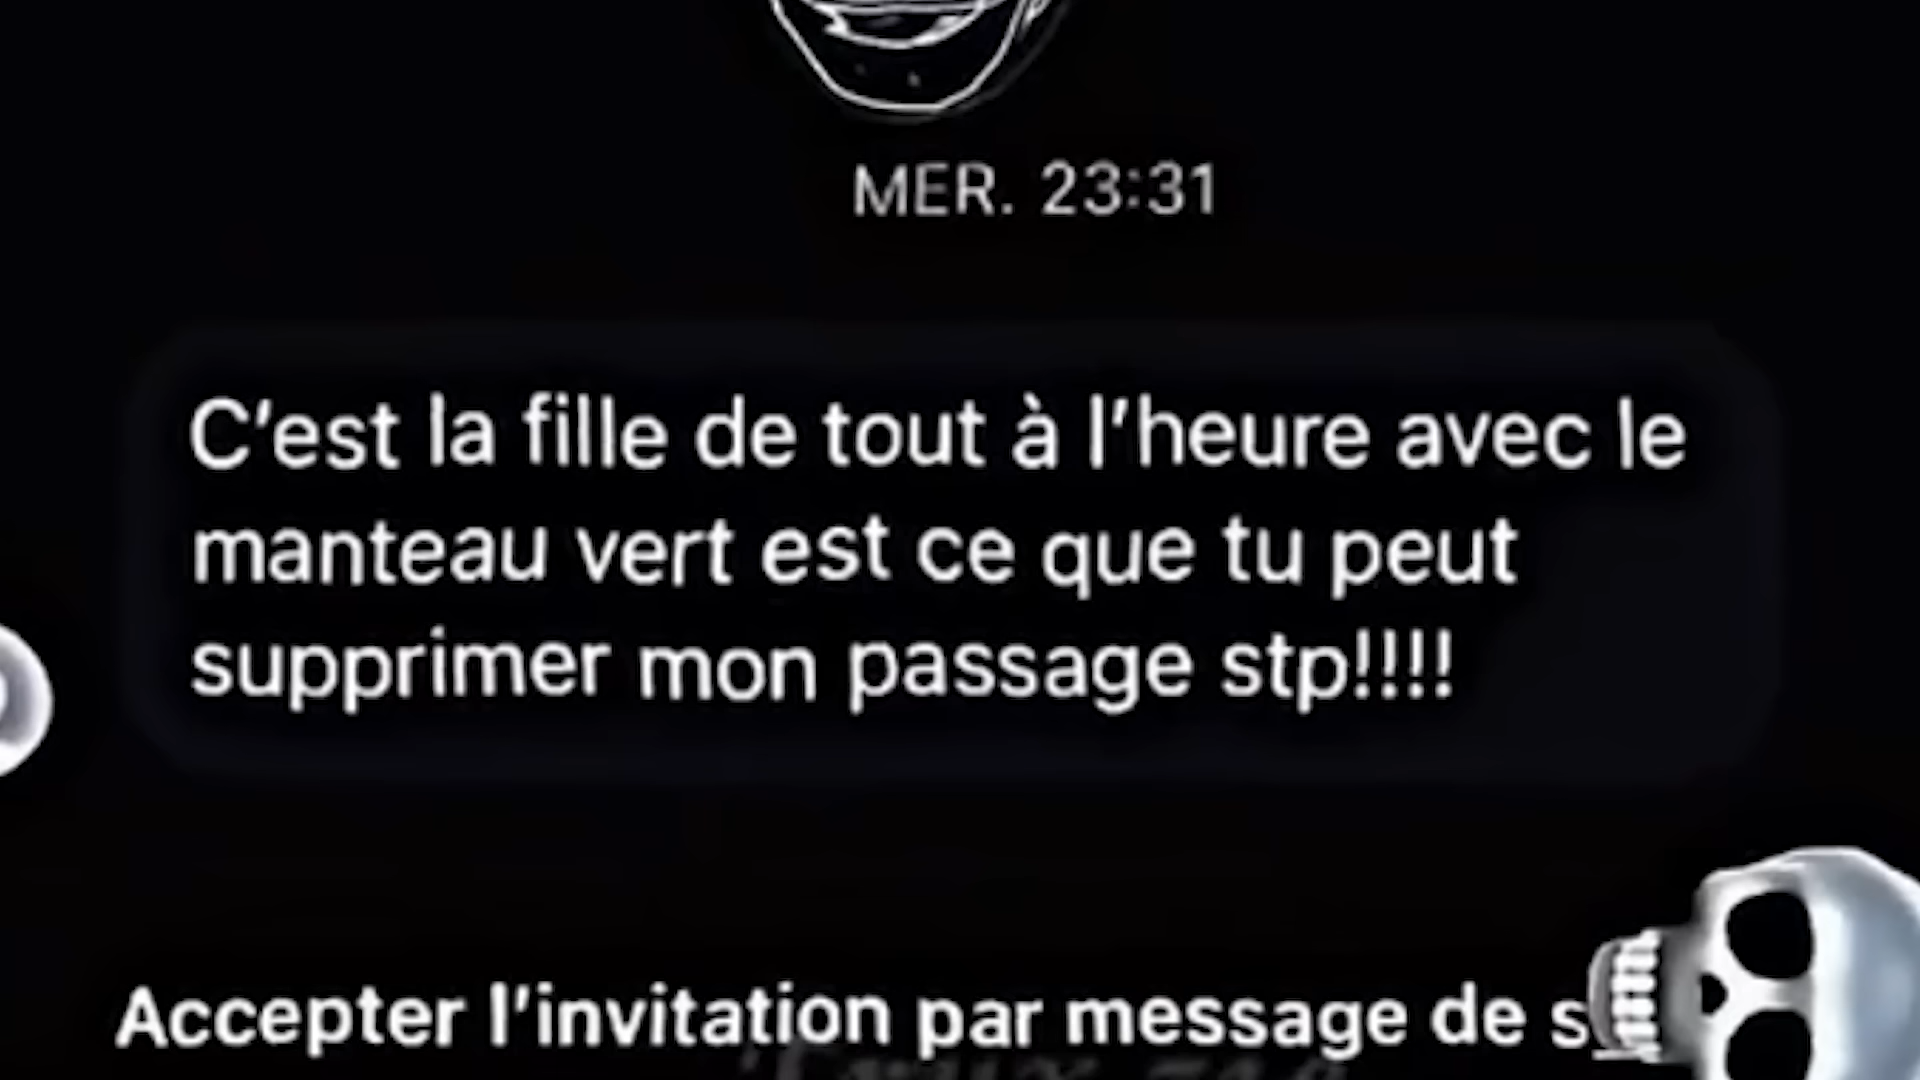 MER. 23:31
C'est la fille de tout à l'heure avec le
manteau vert est ce que tu peut
supprimer mon passage stp!!!!
Accepter l'invitation par message de